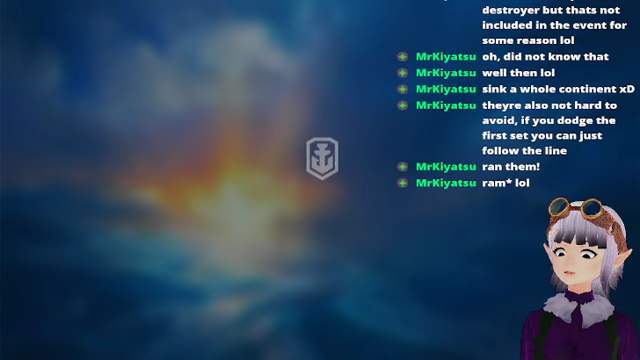 destroyer but thats not
included in the event for
some reason lol
MrKiyatsu oh, did not know that
MrKiyatsu well then lol
MrKiyatsu sink a whole continent xD
MrKiyatsu theyre also not hard to
avoid, if you dodge the
first set you can just
follow the line
MrKiyatsu ran them!
MrKiyatsu ram* lol